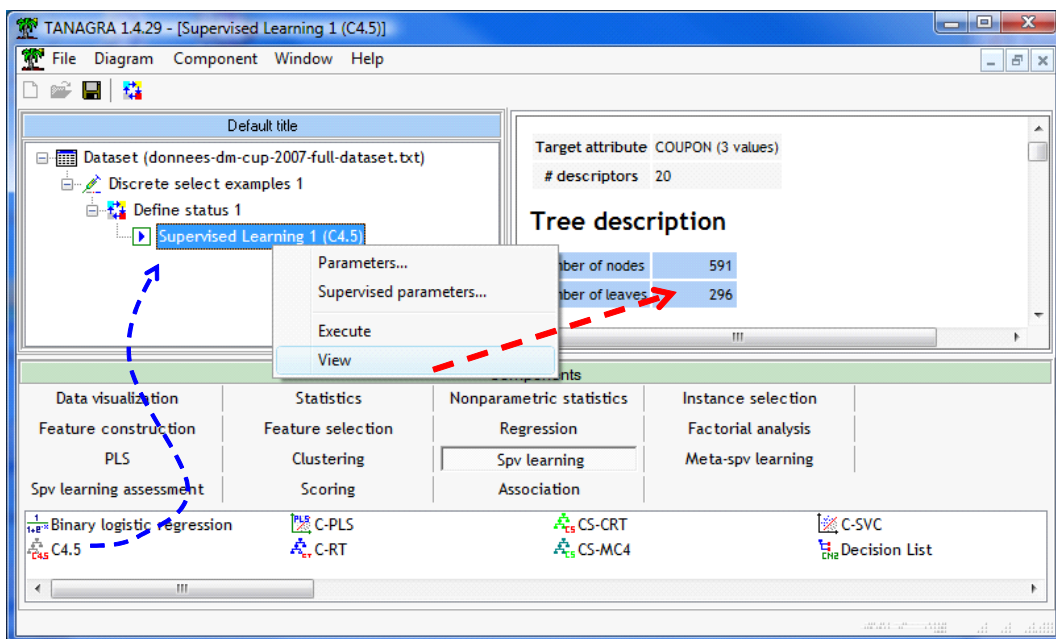 TANAGRA 1.4.29 - [Supervised Learning 1 (C4.5)]
File Diagram Component Window Help
Default title
Dataset (donnees-dm-cup-2007-full-dataset.txt)
Discrete select examples 1
Define status 1
Supervised Learning 1 (C4.5)
Parameters...
Supervised parameters...
Execute
View
Target attribute COUPON (3 values)
# descriptors 20
Tree description
nber of nodes 591
nber of leaves 296
Components
Data visualization Statistics Nonparametric statistics Instance selection
Feature construction Feature selection Regression Factorial analysis
PLS Clustering Spv learning Meta-spv learning
Spv learning assessment Scoring Association
Binary logistic regression C-PLS CS-CRT C-SVC
C4.5 C-RT CS-MC4 Decision List